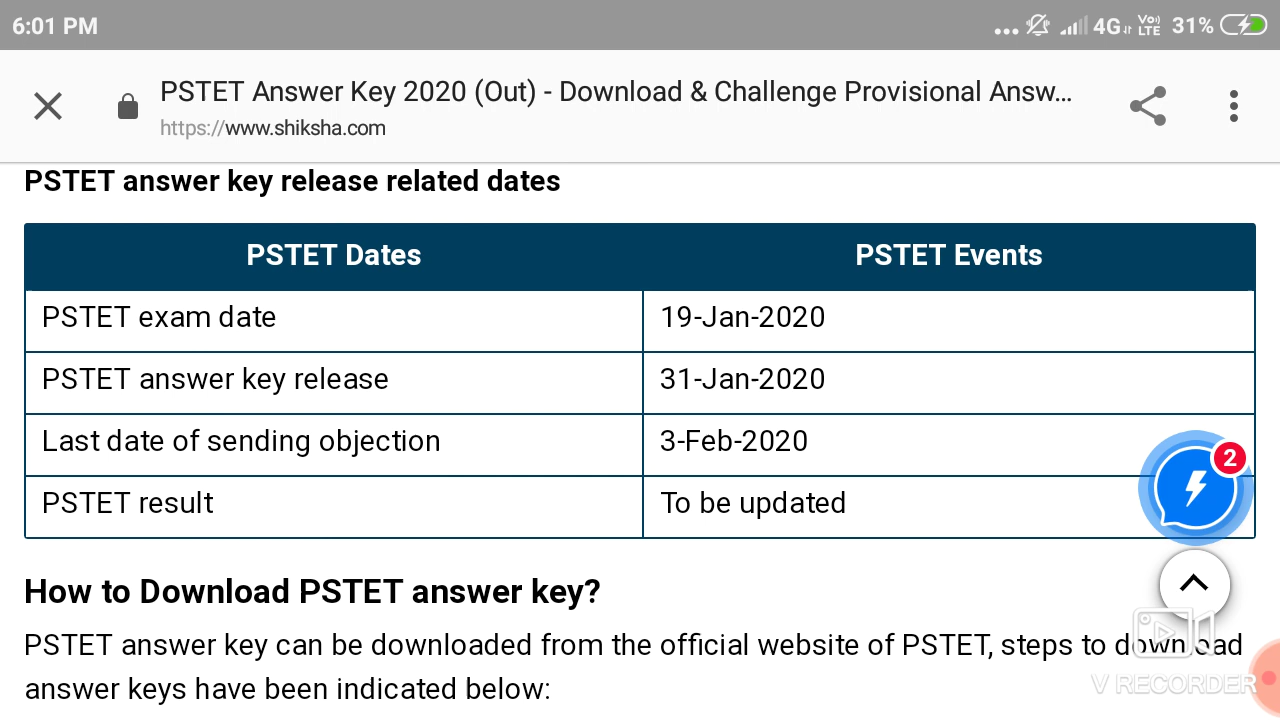 6:01 PM
4G VoLTE 31%
PSTET Answer Key 2020 (Out) - Download & Challenge Provisional Answ...
https://www.shiksha.com
PSTET answer key release related dates
PSTET Dates PSTET Events
PSTET exam date 19-Jan-2020
PSTET answer key release 31-Jan-2020
Last date of sending objection 3-Feb-2020
2
PSTET result To be updated
How to Download PSTET answer key?
PSTET answer key can be downloaded from the official website of PSTET, steps to download
answer keys have been indicated below:
V RECORDER